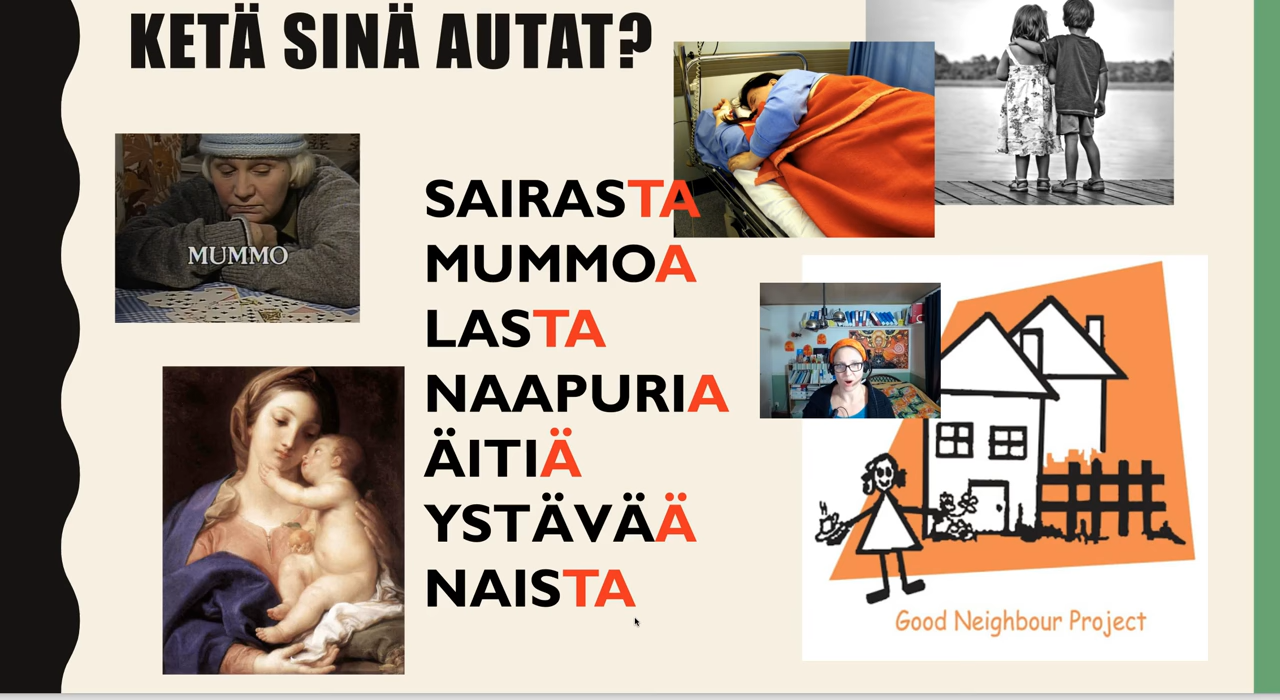 KETÄ SINÄ AUTAT?
MUMMO
SAIRASTA
MUMMOA
LASTA
NAAPURIA
ÄITIÄ
YSTÄVÄÄ
NAISTA
Good Neighbour Project